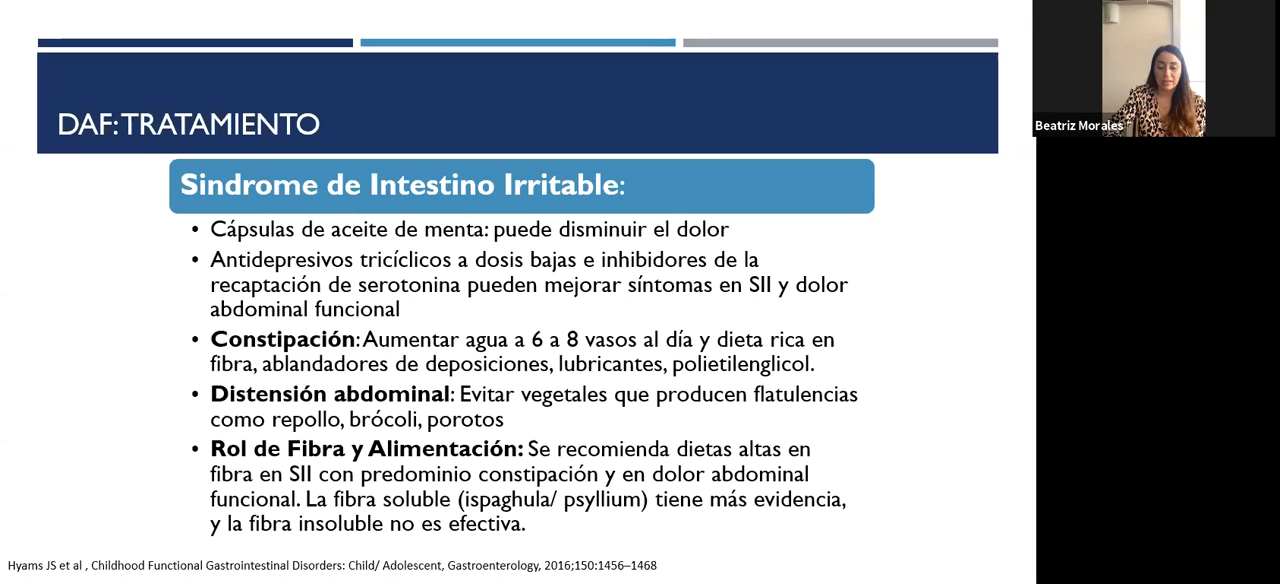 DAF: TRATAMIENTO
Beatriz Morales
Sindrome de Intestino Irritable:
• Cápsulas de aceite de menta: puede disminuir el dolor
• Antidepresivos tricíclicos a dosis bajas e inhibidores de la
recaptación de serotonina pueden mejorar síntomas en SII y dolor
abdominal funcional
• Constipación: Aumentar agua a 6 a 8 vasos al día y dieta rica en
fibra, ablandadores de deposiciones, lubricantes, polietilenglicol.
• Distensión abdominal: Evitar vegetales que producen flatulencias
como repollo, brócoli, porotos
• Rol de Fibra y Alimentación: Se recomienda dietas altas en
fibra en SII con predominio constipación y en dolor abdominal
funcional. La fibra soluble (ispaghula/ psyllium) tiene más evidencia,
y la fibra insoluble no es efectiva.
Hyams JS et al , Childhood Functional Gastrointestinal Disorders: Child/ Adolescent, Gastroenterology, 2016;150:1456–1468